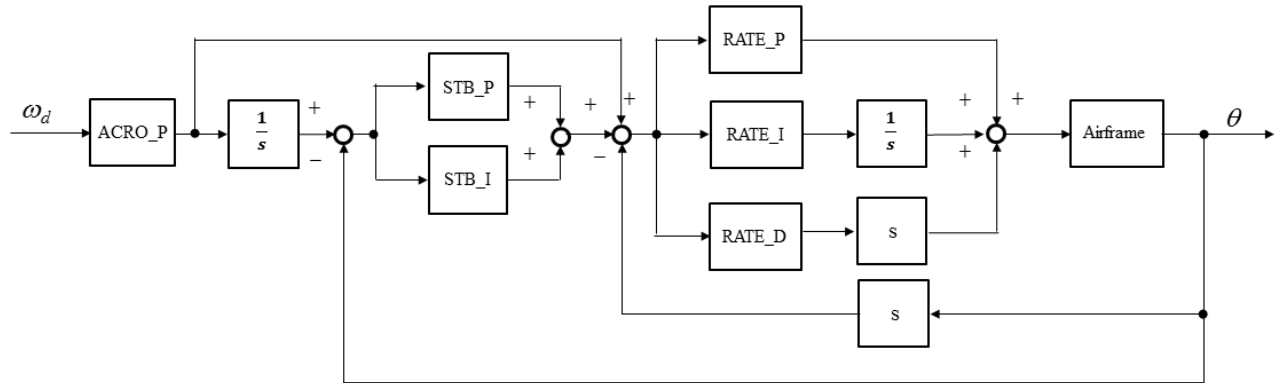 ω_d
ACRO_P
1/s
+
−
STB_P
STB_I
+
+
+
+
−
RATE_P
RATE_I
RATE_D
1/s
s
s
+
+
+
Airframe
θ